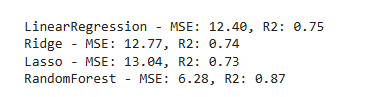 LinearRegression - MSE: 12.40, R2: 0.75
Ridge - MSE: 12.77, R2: 0.74
Lasso - MSE: 13.04, R2: 0.73
RandomForest - MSE: 6.28, R2: 0.87